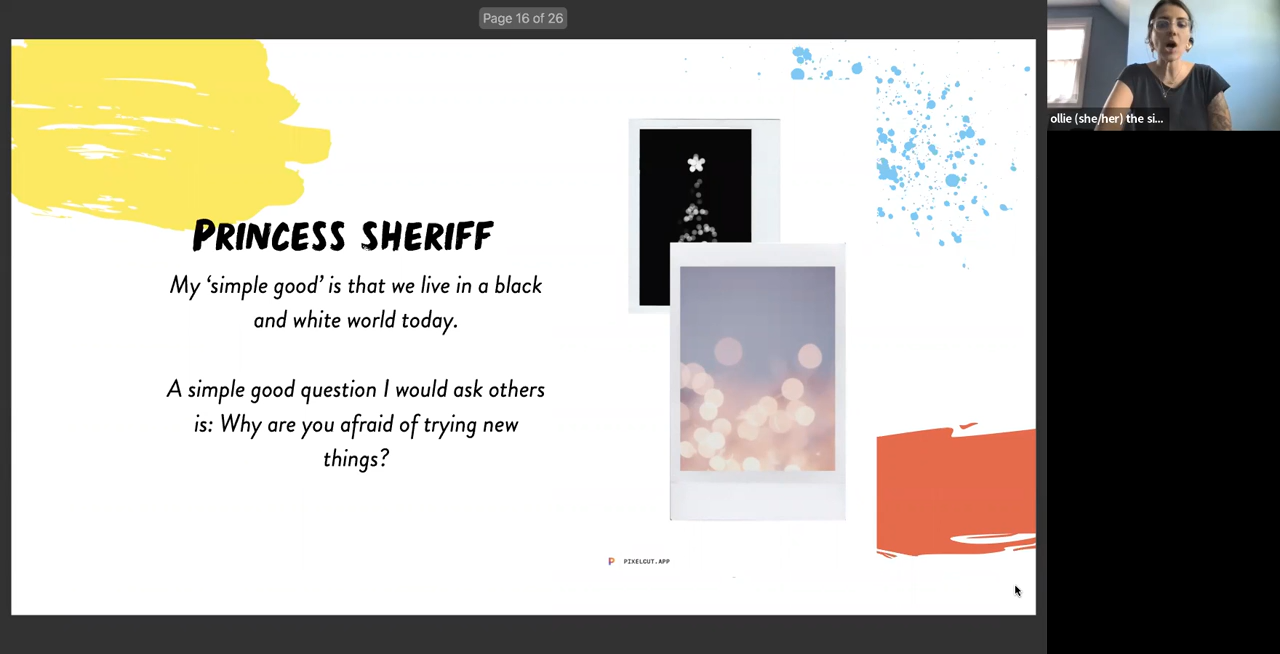 Page 16 of 26
PRINCESS SHERIFF
My ‘simple good’ is that we live in a black
and white world today.
A simple good question I would ask others
is: Why are you afraid of trying new
things?
P PIXELCUT.APP
ollie (she/her) the si...